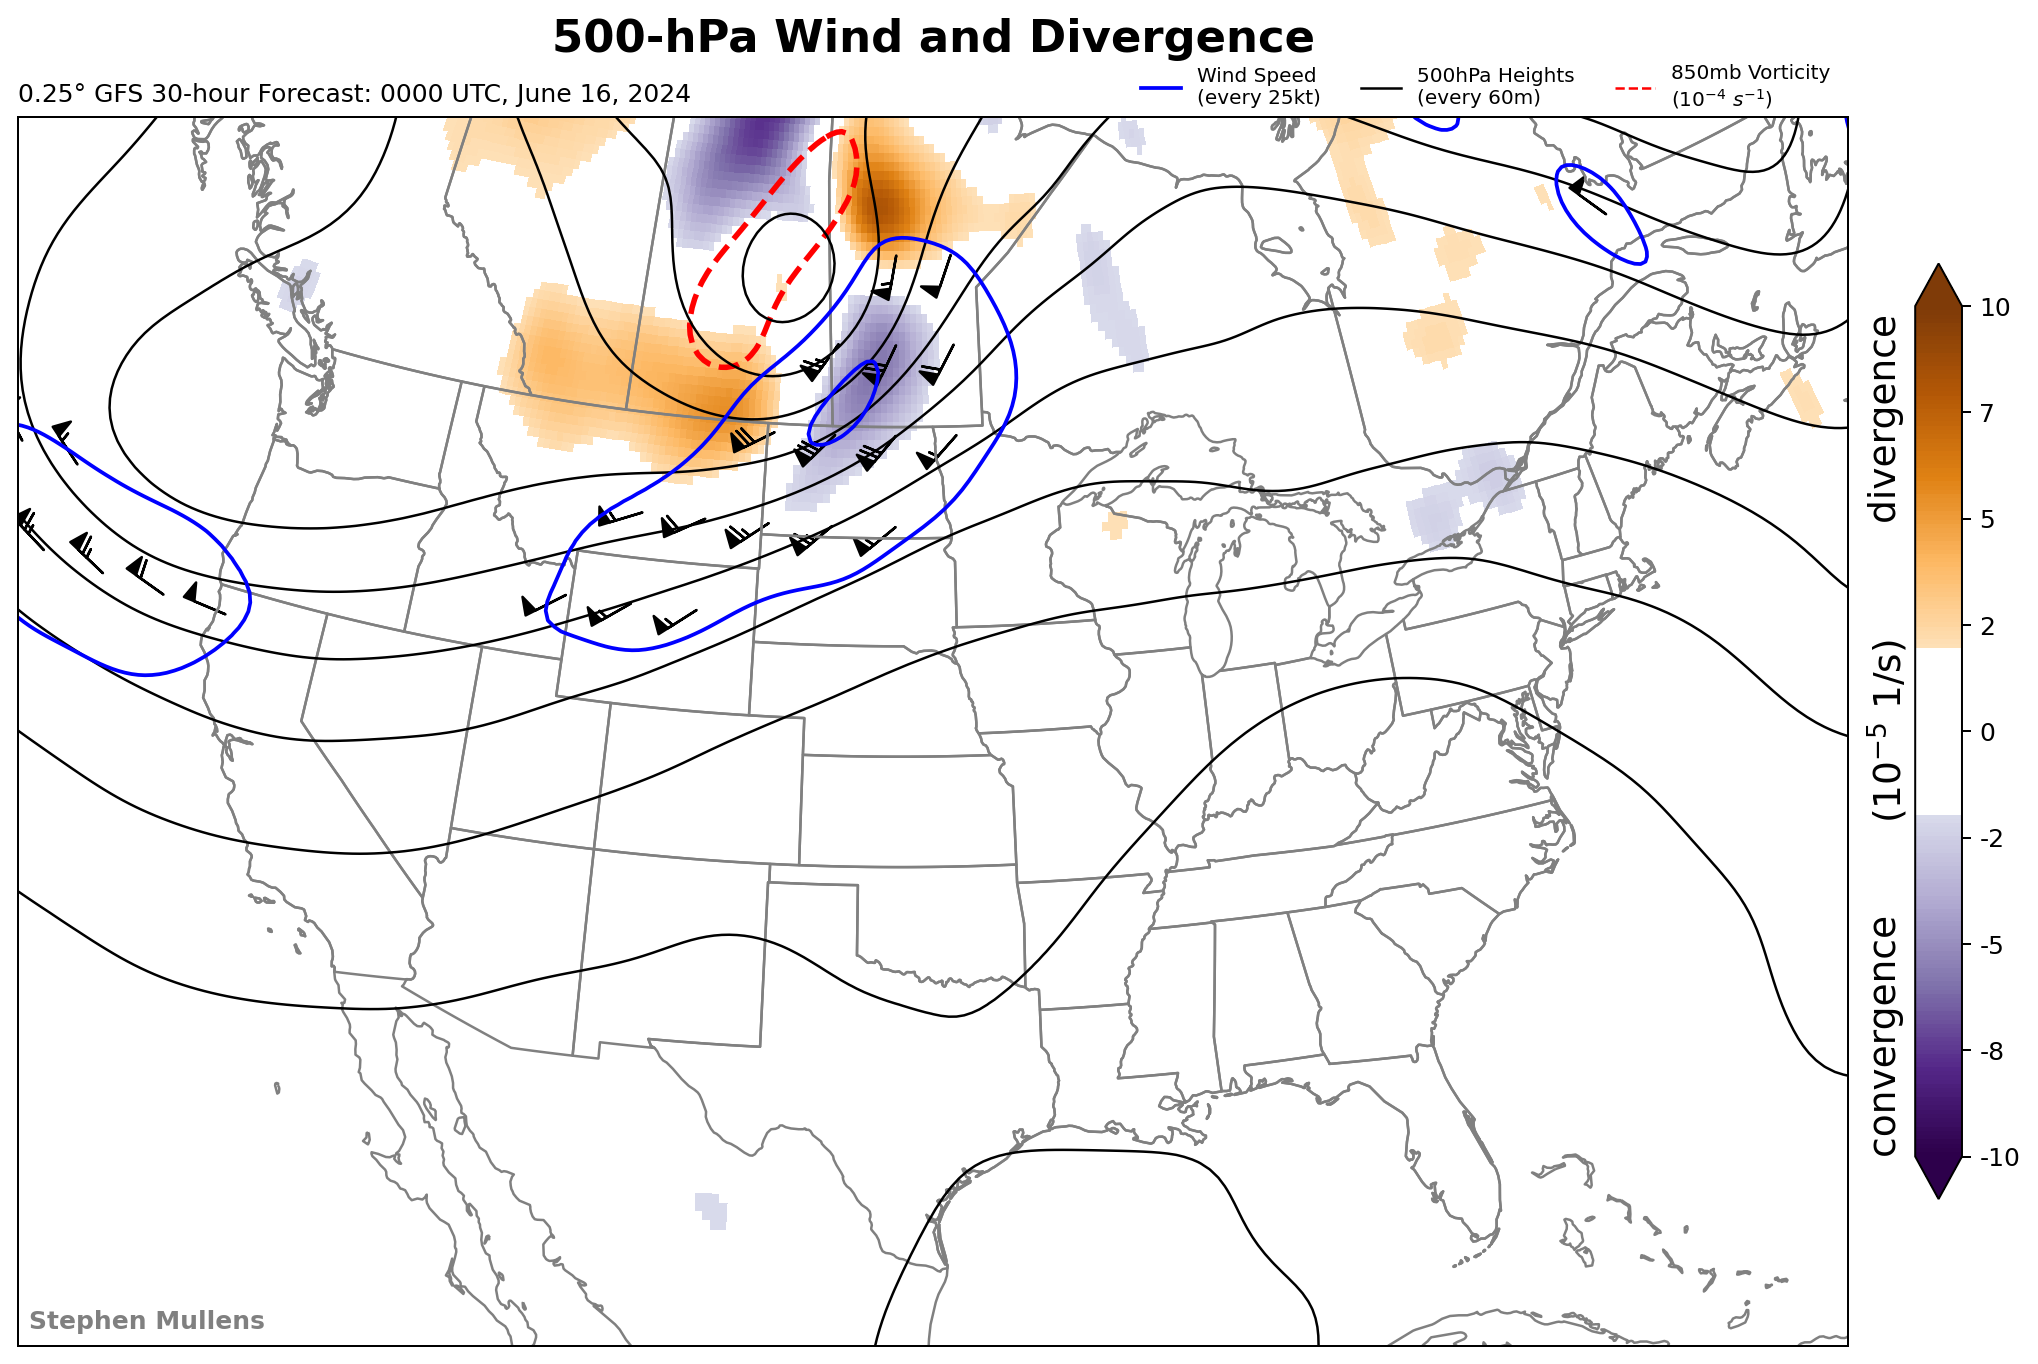 500-hPa Wind and Divergence
0.25° GFS 30-hour Forecast: 0000 UTC, June 16, 2024
Wind Speed
(every 25kt)
500hPa Heights
(every 60m)
850mb Vorticity
(10⁻⁴ s⁻¹)
10
7
5
2
0
-2
-5
-8
-10
convergence (10⁻⁵ 1/s) divergence
Stephen Mullens